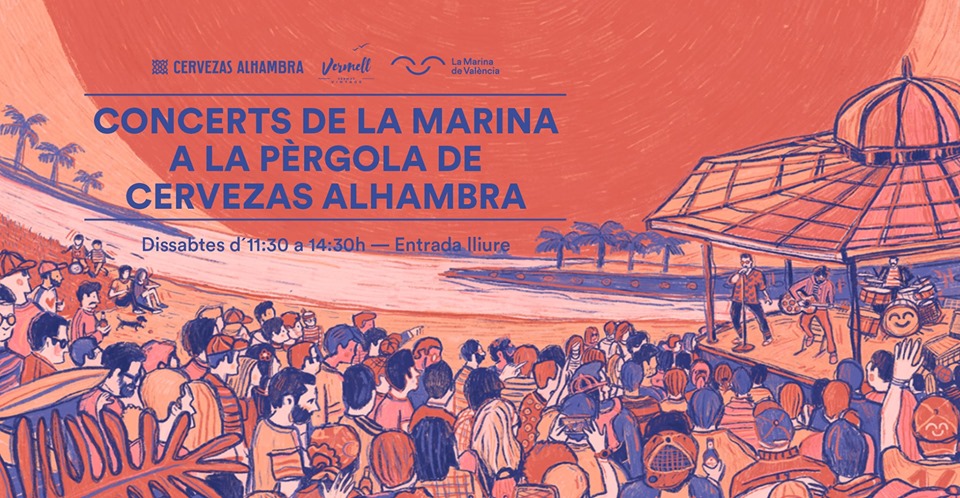 CERVEZAS ALHAMBRA
Vermell
La Marina
de València
CONCERTS DE LA MARINA
A LA PÈRGOLA DE
CERVEZAS ALHAMBRA
Dissabtes d´11:30 a 14:30h — Entrada lliure